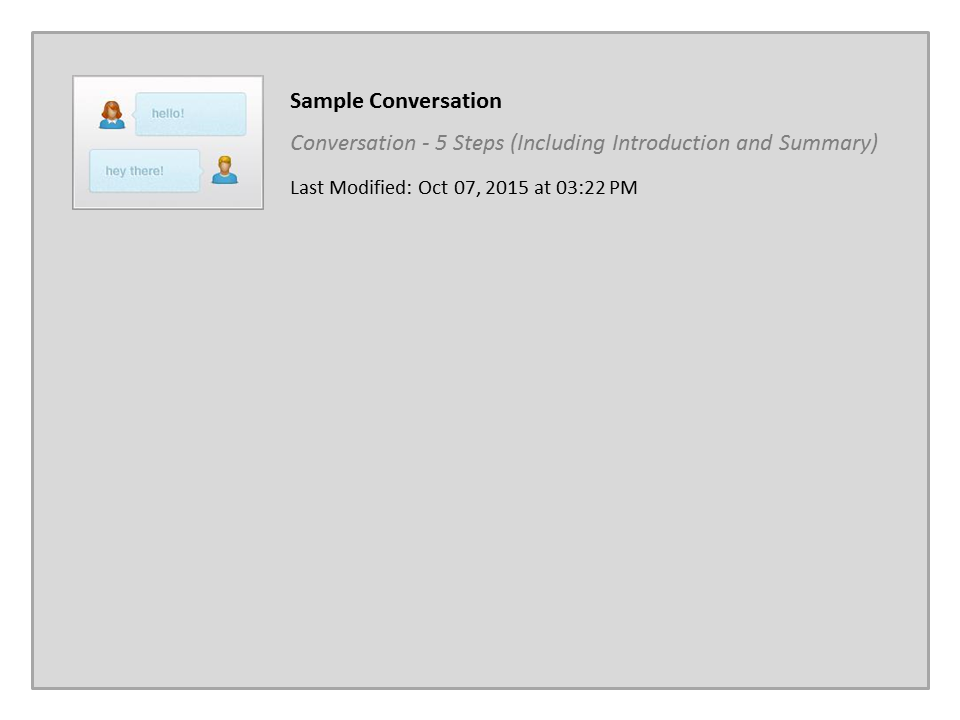 hello!
hey there!
Sample Conversation
Conversation - 5 Steps (Including Introduction and Summary)
Last Modified: Oct 07, 2015 at 03:22 PM